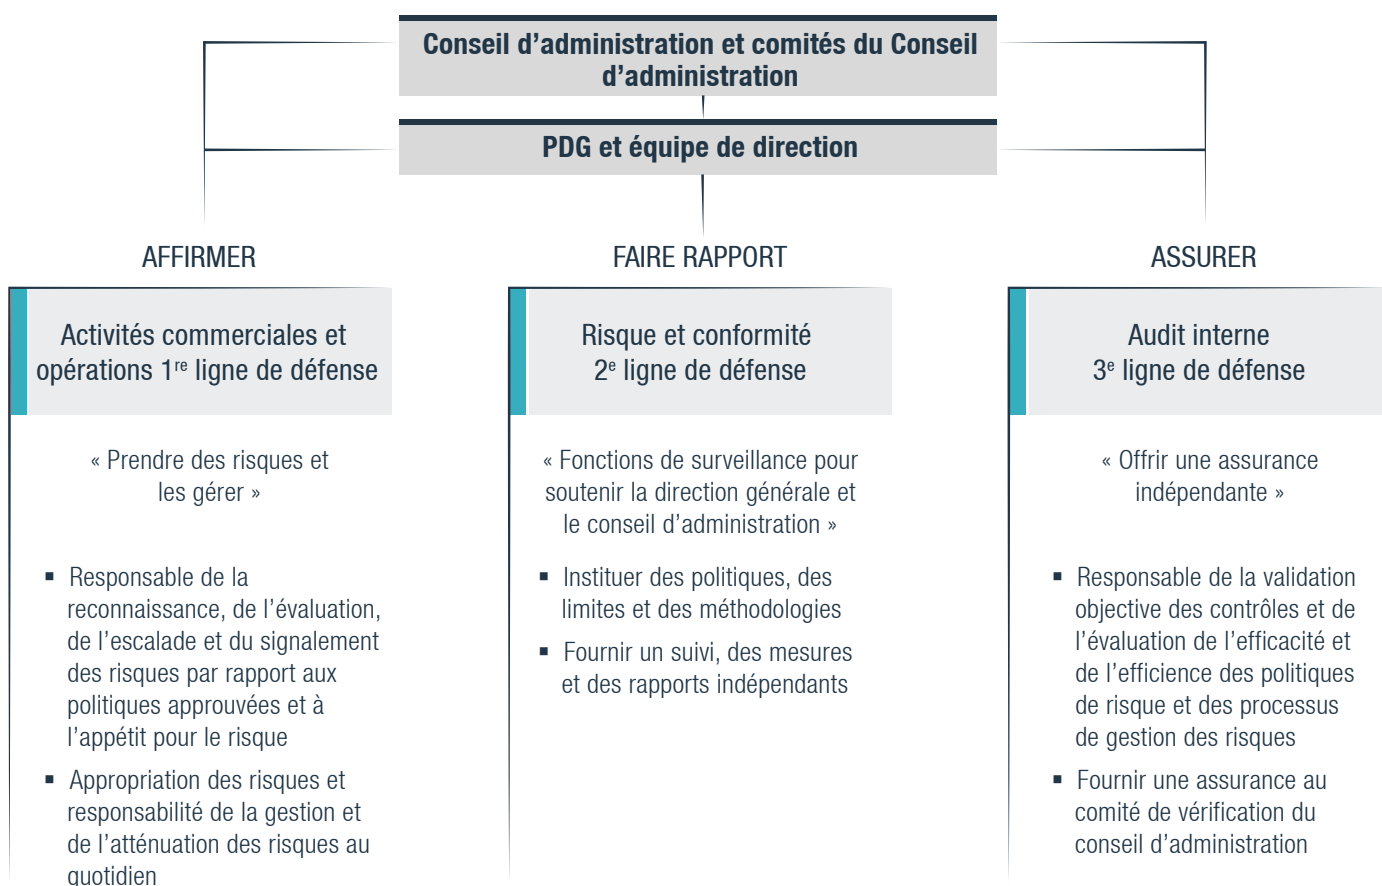 Conseil d’administration et comités du Conseil
d’administration
PDG et équipe de direction
AFFIRMER
Activités commerciales et
opérations 1re ligne de défense
« Prendre des risques et
les gérer »
▪ Responsable de la
reconnaissance, de l’évaluation,
de l’escalade et du signalement
des risques par rapport aux
politiques approuvées et à
l’appétit pour le risque
▪ Appropriation des risques et
responsabilité de la gestion et
de l’atténuation des risques au
quotidien
FAIRE RAPPORT
Risque et conformité
2e ligne de défense
« Fonctions de surveillance pour
soutenir la direction générale et
le conseil d’administration »
▪ Instituer des politiques, des
limites et des méthodologies
▪ Fournir un suivi, des mesures
et des rapports indépendants
ASSURER
Audit interne
3e ligne de défense
« Offrir une assurance
indépendante »
▪ Responsable de la validation
objective des contrôles et de
l’évaluation de l’efficacité et
de l’efficience des politiques
de risque et des processus
de gestion des risques
▪ Fournir une assurance au
comité de vérification du
conseil d’administration